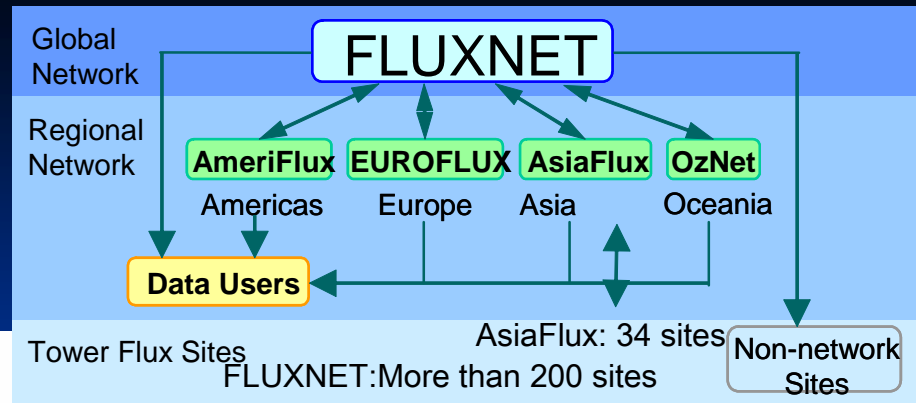 Global
Network
FLUXNET
Regional
Network
AmeriFlux EUROFLUX AsiaFlux OzNet
Americas Europe Asia Oceania
Data Users
Tower Flux Sites
AsiaFlux: 34 sites
FLUXNET:More than 200 sites
Non-network
Sites